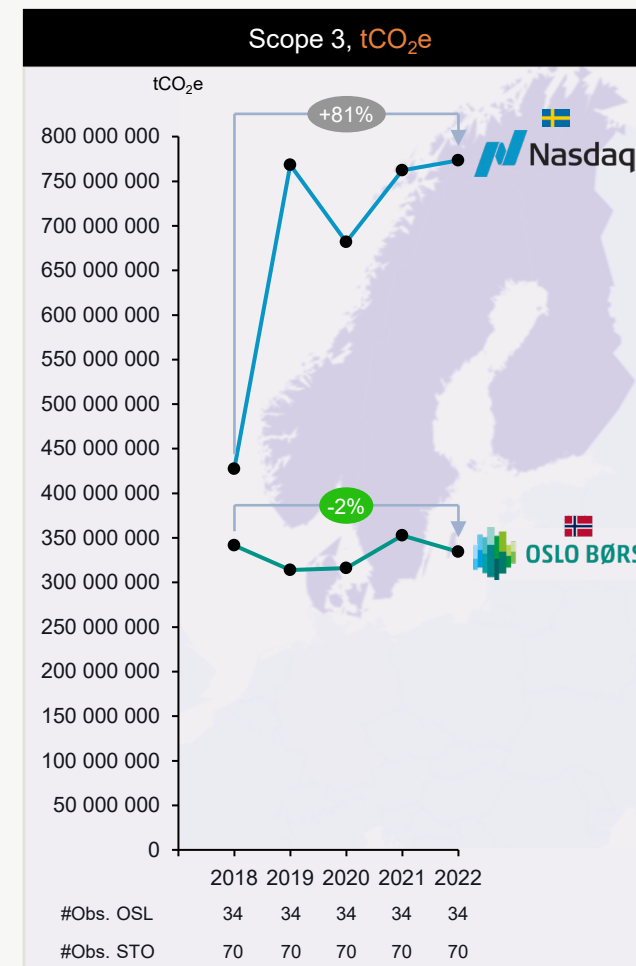 Scope 3, tCO₂e
tCO₂e
+81%
800 000 000
Nasdaq
750 000 000
700 000 000
650 000 000
600 000 000
550 000 000
500 000 000
450 000 000
400 000 000
-2%
350 000 000
OSLO BØRS
300 000 000
250 000 000
200 000 000
150 000 000
100 000 000
50 000 000
0
2018 2019 2020 2021 2022
#Obs. OSL 34 34 34 34 34
#Obs. STO 70 70 70 70 70